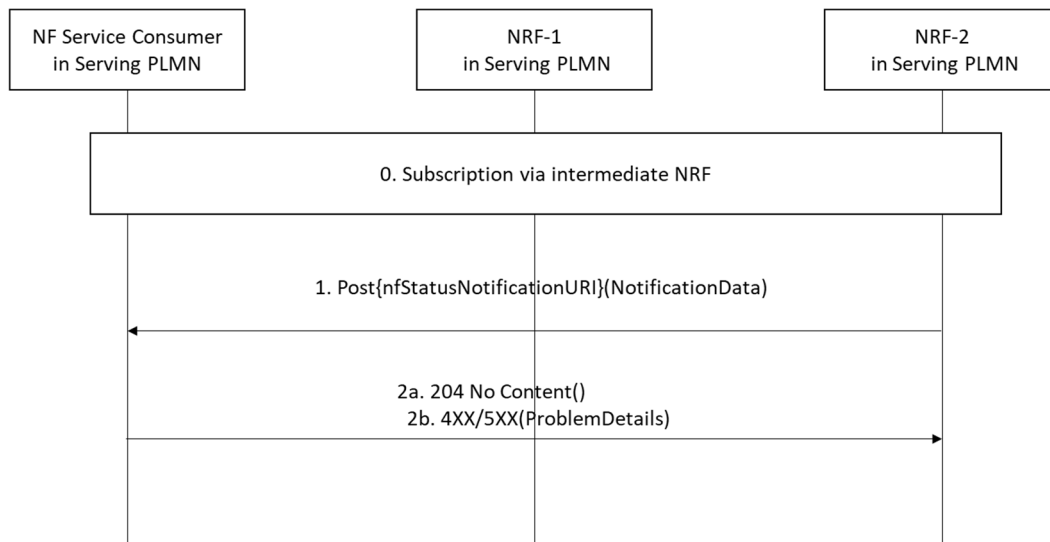 NF Service Consumer
in Serving PLMN
NRF-1
in Serving PLMN
NRF-2
in Serving PLMN
0. Subscription via intermediate NRF
1. Post{nfStatusNotificationURI}(NotificationData)
2a. 204 No Content()
2b. 4XX/5XX(ProblemDetails)